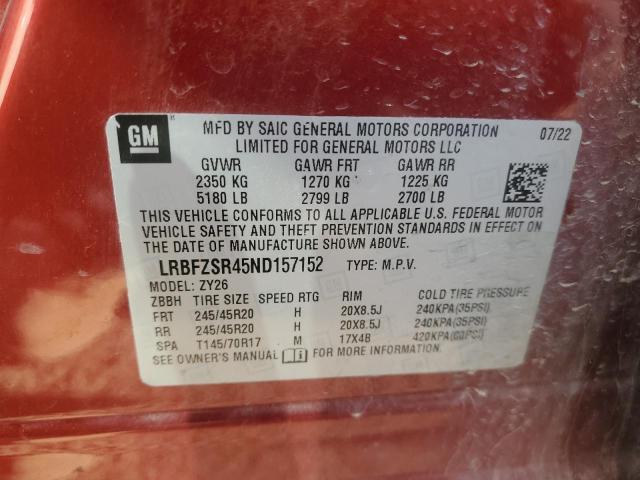 GM
MFD BY SAIC GENERAL MOTORS CORPORATION 07/22
LIMITED FOR GENERAL MOTORS LLC
GVWR GAWR FRT GAWR RR
2350 KG 1270 KG 1225 KG
5180 LB 2799 LB 2700 LB
THIS VEHICLE CONFORMS TO ALL APPLICABLE U.S. FEDERAL MOTOR
VEHICLE SAFETY AND THEFT PREVENTION STANDARDS IN EFFECT ON
THE DATE OF MANUFACTURE SHOWN ABOVE.
LRBFZSR45ND157152 TYPE: M.P.V.
MODEL: ZY26
ZBBH TIRE SIZE SPEED RTG RIM COLD TIRE PRESSURE
FRT 245/45R20 H 20X8.5J 240KPA(35PSI)
RR 245/45R20 H 20X8.5J 240KPA(35PSI)
SPA T145/70R17 M 17X4B 420KPA(60PSI)
SEE OWNER'S MANUAL i FOR MORE INFORMATION